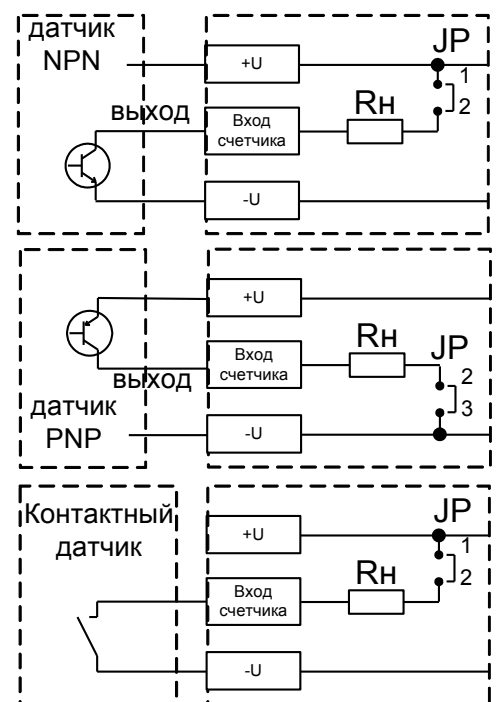 датчик
NPN
+U
JP
1
2
выход
Вход
счетчика
Rн
-U
+U
Вход
счетчика
Rн
JP
2
3
выход
датчик
PNP
-U
Контактный
датчик
+U
JP
1
2
Вход
счетчика
Rн
-U